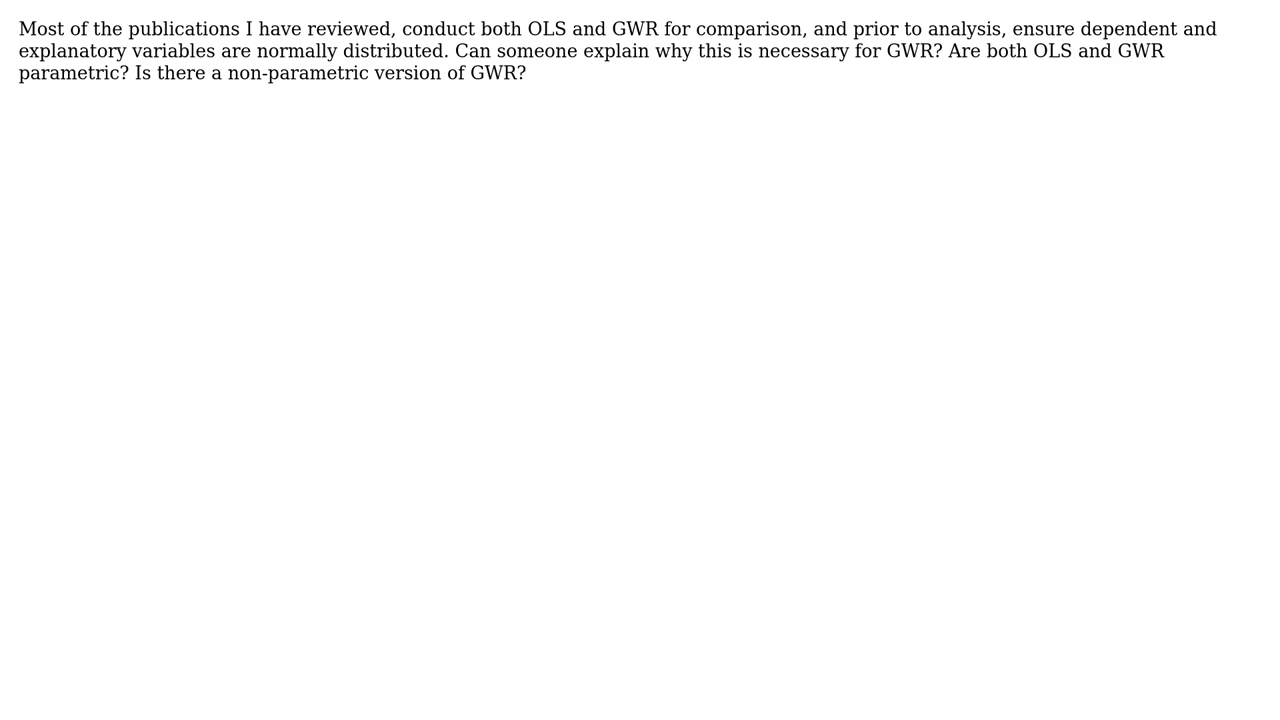 Most of the publications I have reviewed, conduct both OLS and GWR for comparison, and prior to analysis, ensure dependent and
explanatory variables are normally distributed. Can someone explain why this is necessary for GWR? Are both OLS and GWR
parametric? Is there a non-parametric version of GWR?